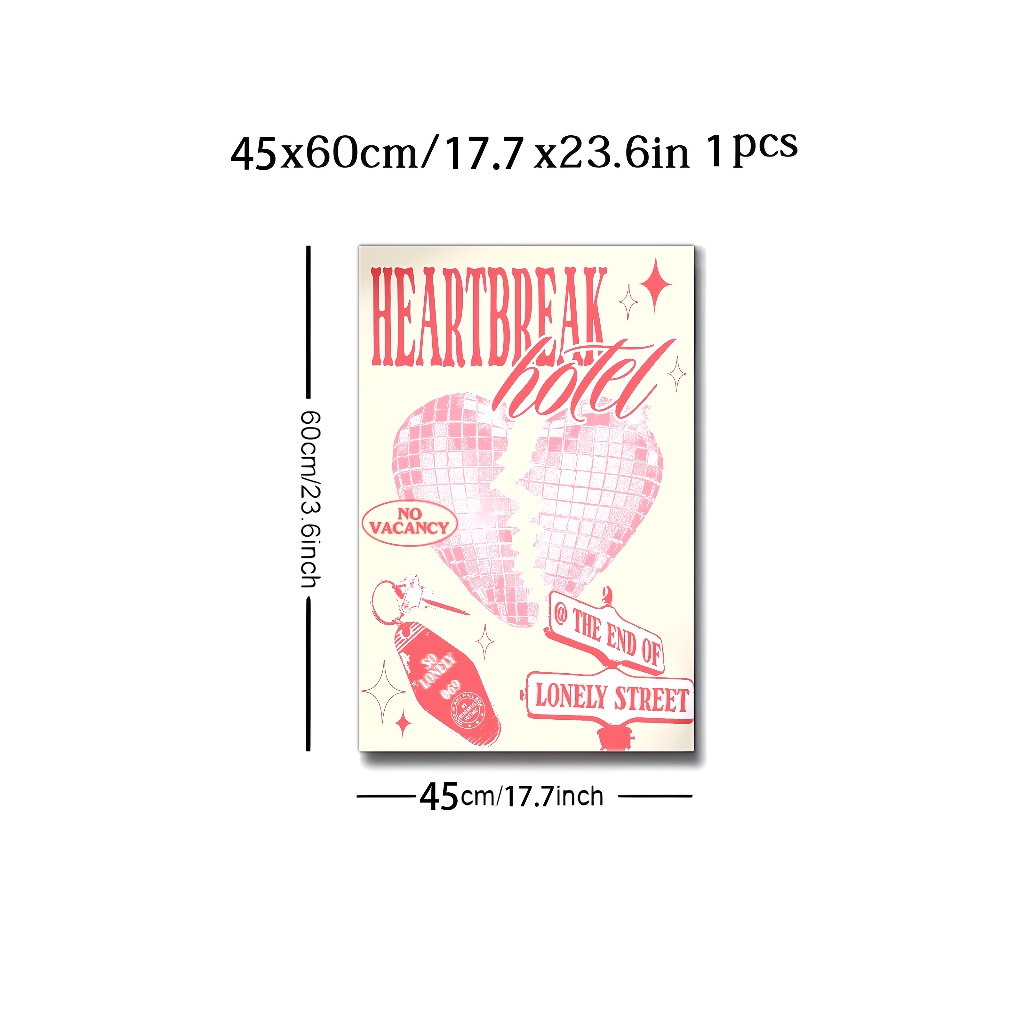 45x60cm/17.7 x23.6in 1pcs
HEARTBREAK
hotel
60cm/23.6inch
NO
VACANCY
@ THE END OF
SO
LONELY
069
LONELY STREET
45cm/17.7inch